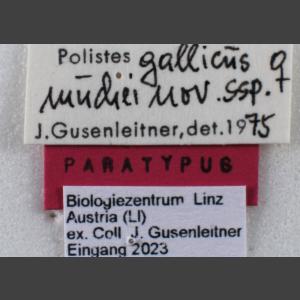 Polistes gallicus ♀
mudiei nov. ssp.
J.Gusenleitner, det. 1975
PARATYPUS
Biologiezentrum Linz
Austria (LI)
ex. Coll. J. Gusenleitner
Eingang 2023